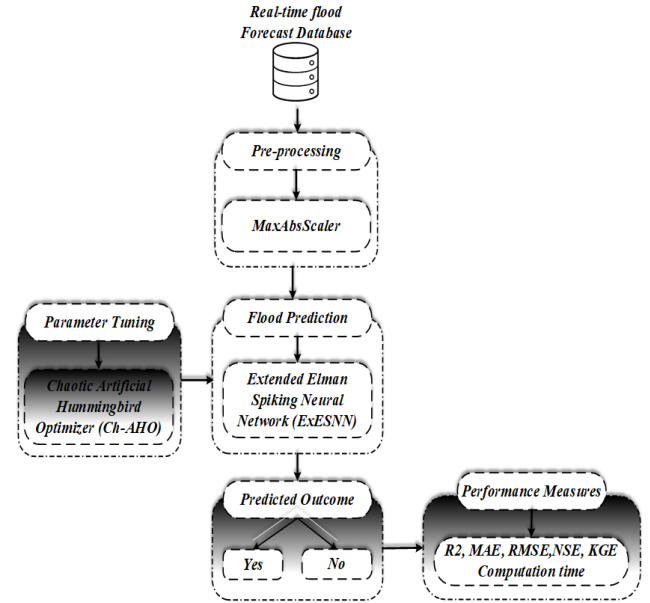 Real-time flood
Forecast Database
Pre-processing
MaxAbsScaler
Parameter Tuning
Chaotic Artificial
Hummingbird
Optimizer (Ch-AHO)
Flood Prediction
Extended Elman
Spiking Neural
Network (ExESNN)
Predicted Outcome
Yes
No
Performance Measures
R2, MAE, RMSE,NSE, KGE
Computation time